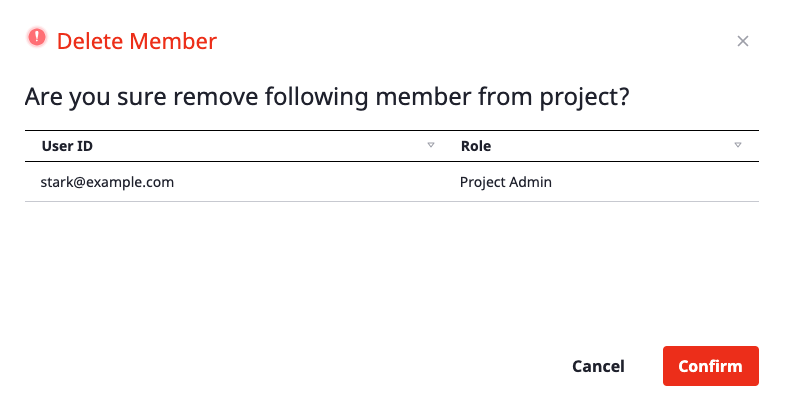 Delete Member
Are you sure remove following member from project?
User ID Role
stark@example.com Project Admin
Cancel Confirm